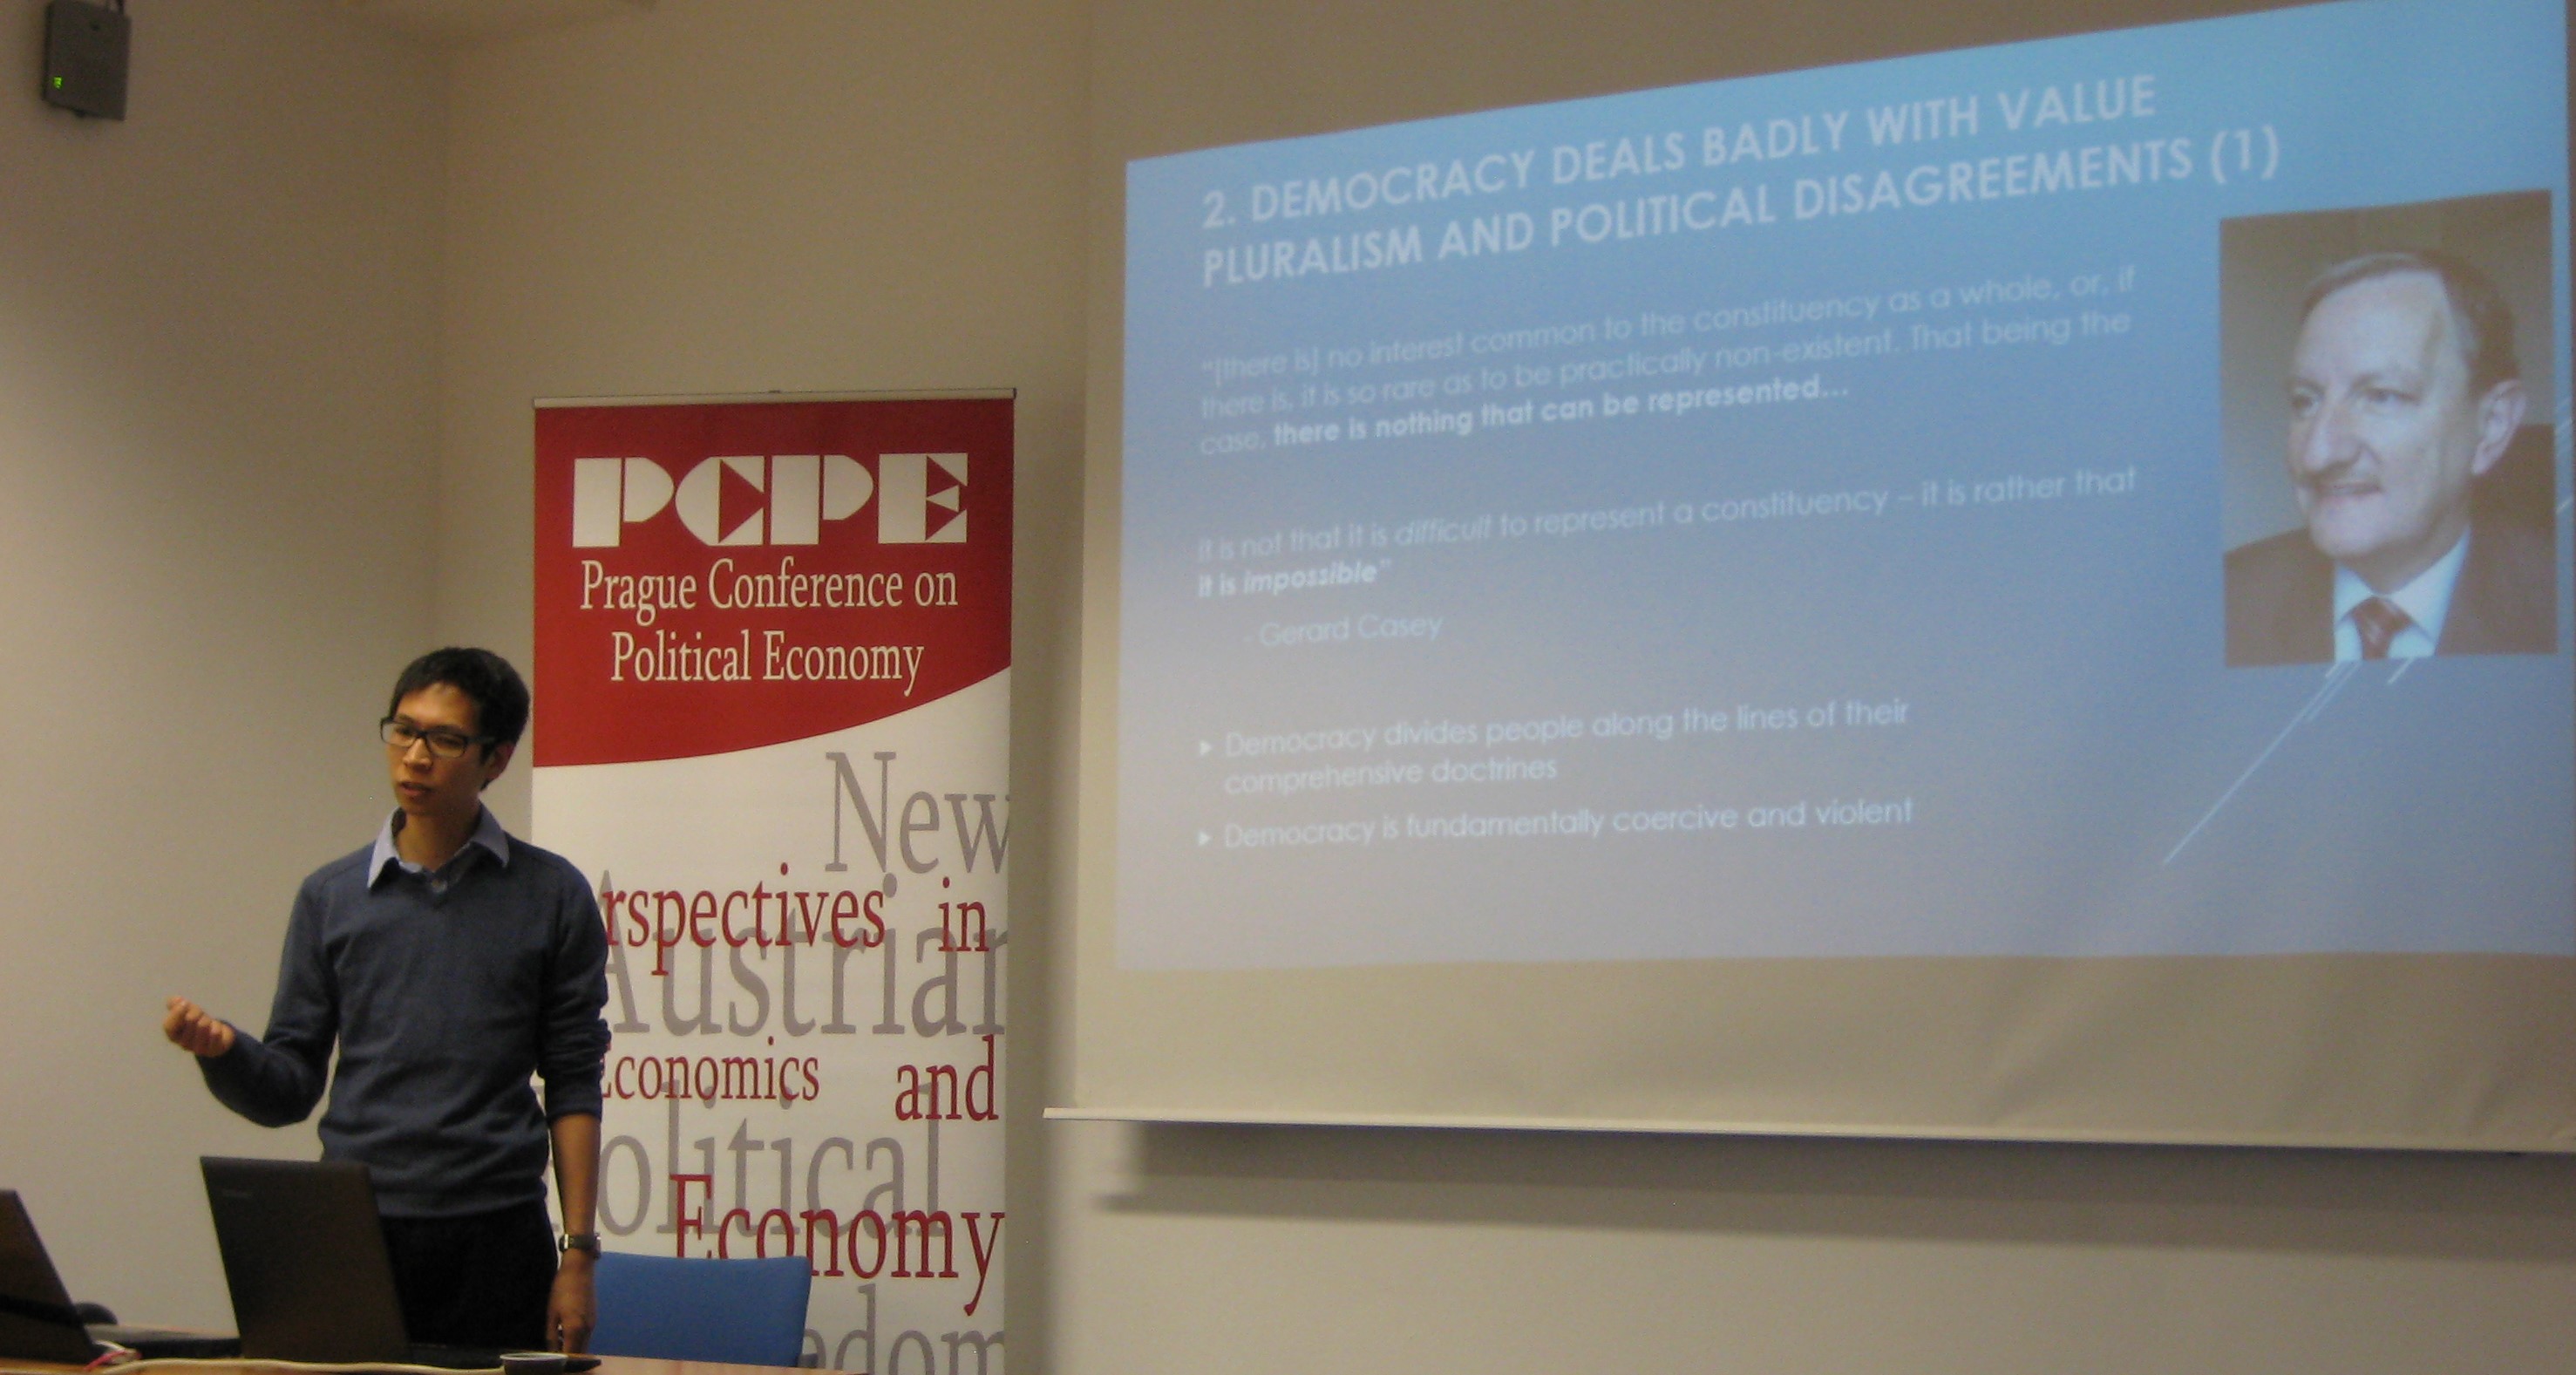 PCPE
Prague Conference on
Political Economy
New
rspectives in
Austrian
Economics and
Political
Economy
edom
2. DEMOCRACY DEALS BADLY WITH VALUE
PLURALISM AND POLITICAL DISAGREEMENTS (1)
"[there is] no interest common to the constituency as a whole, or, if
there is, it is so rare as to be practically non-existent. That being the
case, there is nothing that can be represented...
It is not that it is difficult to represent a constituency – it is rather that
it is impossible"
- Gerard Casey
▸ Democracy divides people along the lines of their
comprehensive doctrines
▸ Democracy is fundamentally coercive and violent